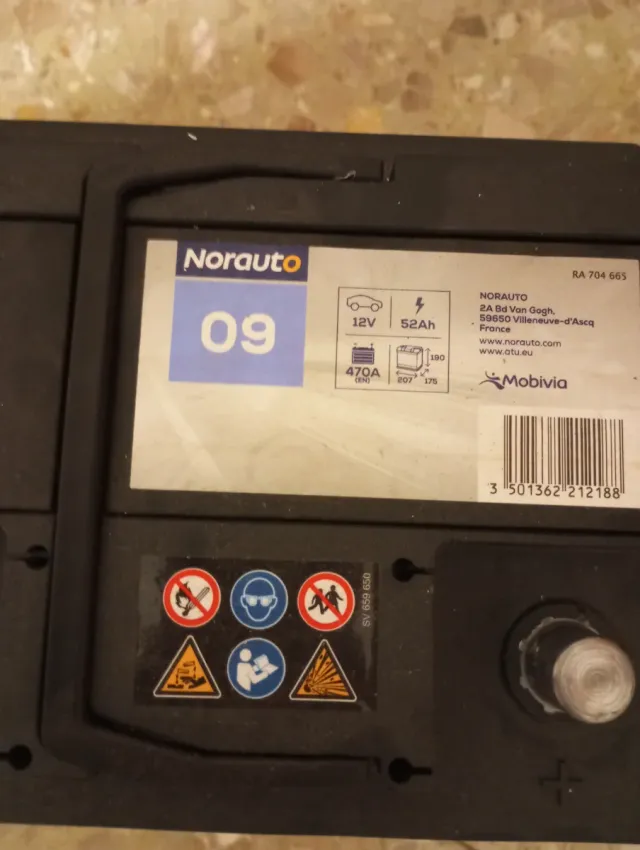 Norauto
09
12V
52Ah
470A
(EN)
190
207
175
RA 704 665
NORAUTO
2A Bd Van Gogh,
59650 Villeneuve-d'Ascq
France
www.norauto.com
www.atu.eu
Mobivia
3 501362 212188
SV 659 650
+